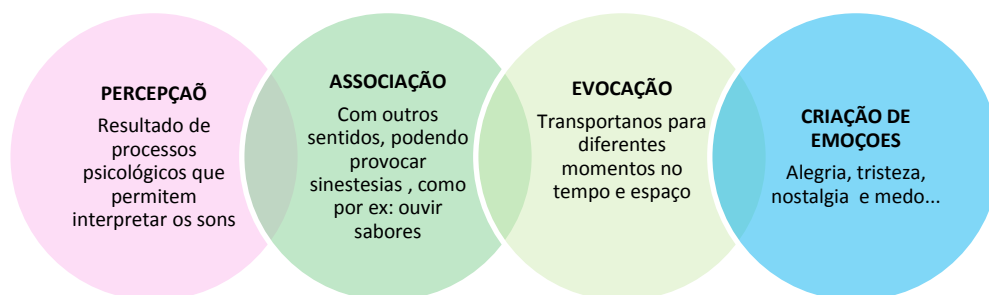 PERCEPÇAÕ
Resultado de
processos
psicológicos que
permitem
interpretar os sons
ASSOCIAÇÃO
Com outros
sentidos, podendo
provocar
sinestesias , como
por ex: ouvir
sabores
EVOCAÇÃO
Transportanos para
diferentes
momentos no
tempo e espaço
CRIAÇÃO DE
EMOÇOES
Alegria, tristeza,
nostalgia  e medo...